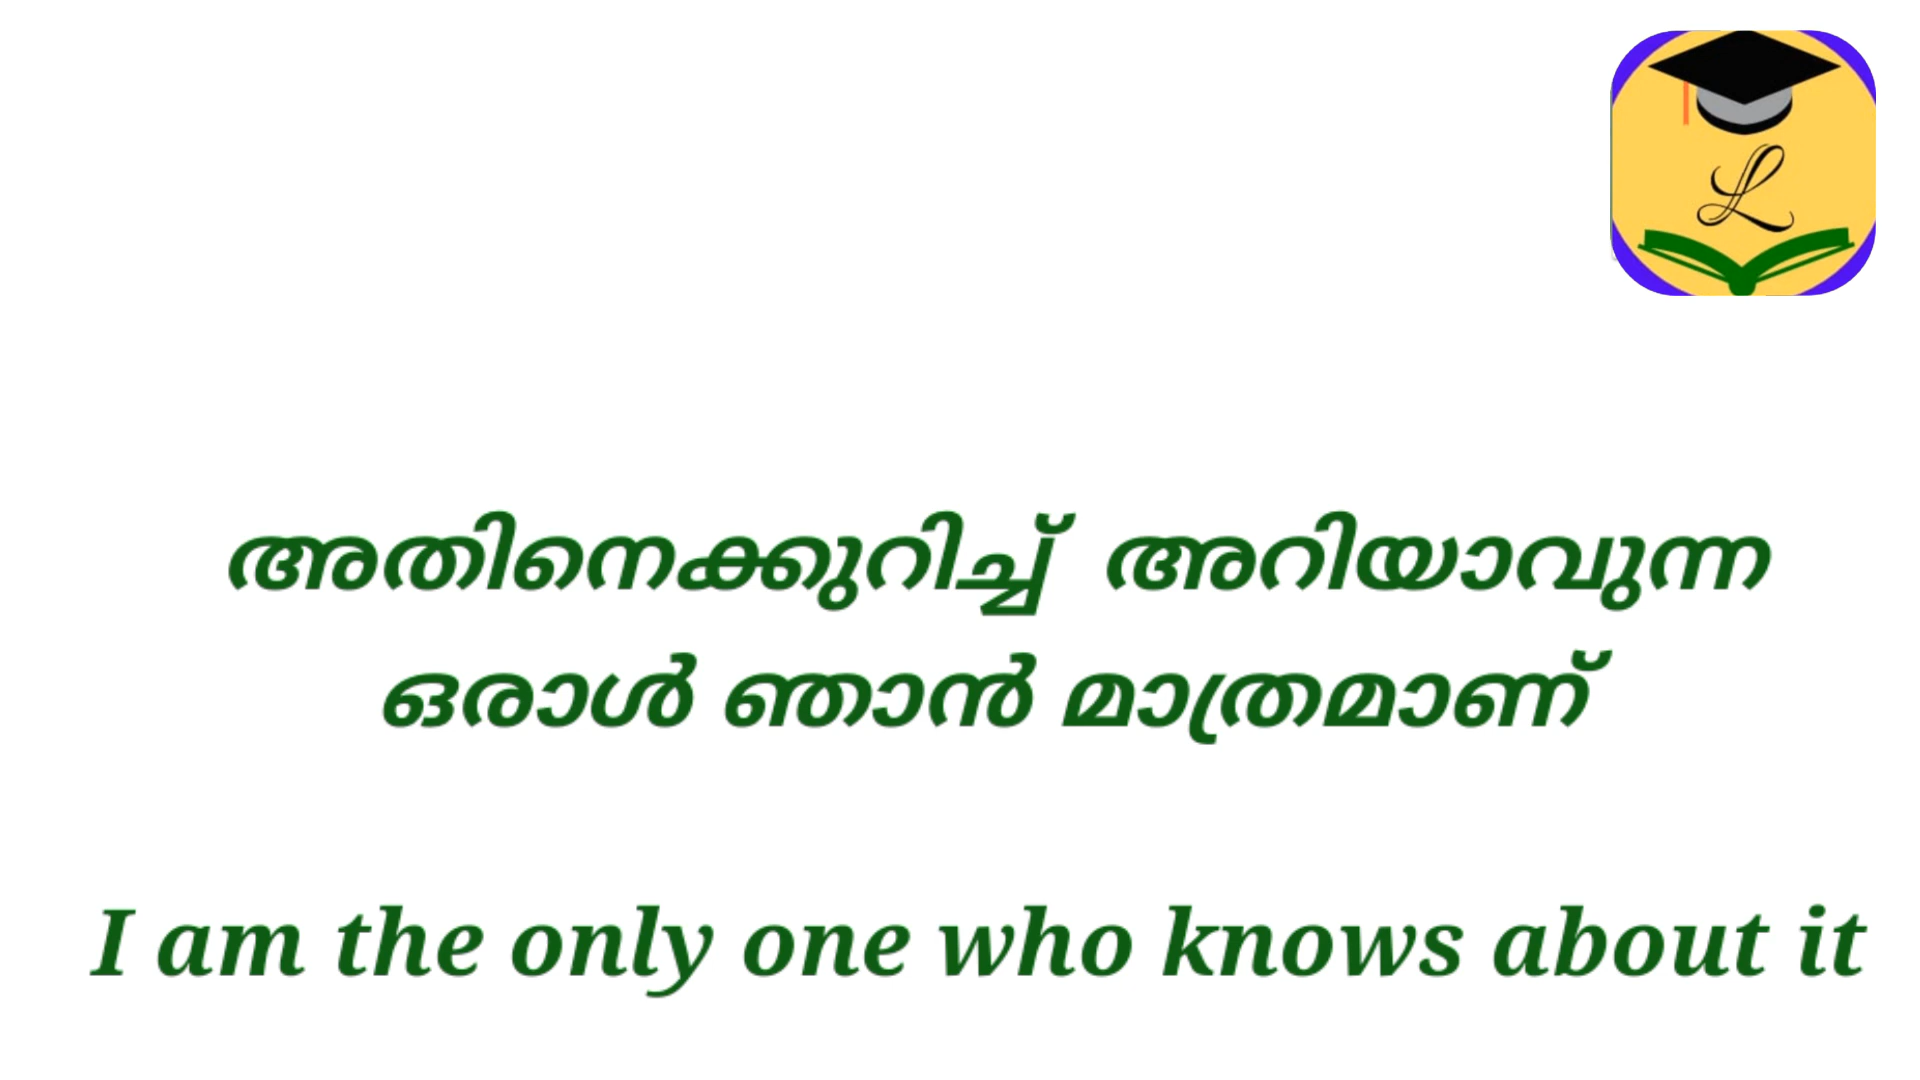 L
അതിനെക്കുറിച്ച് അറിയാവുന്ന
ഒരാൾ ഞാൻ മാത്രമാണ്
I am the only one who knows about it